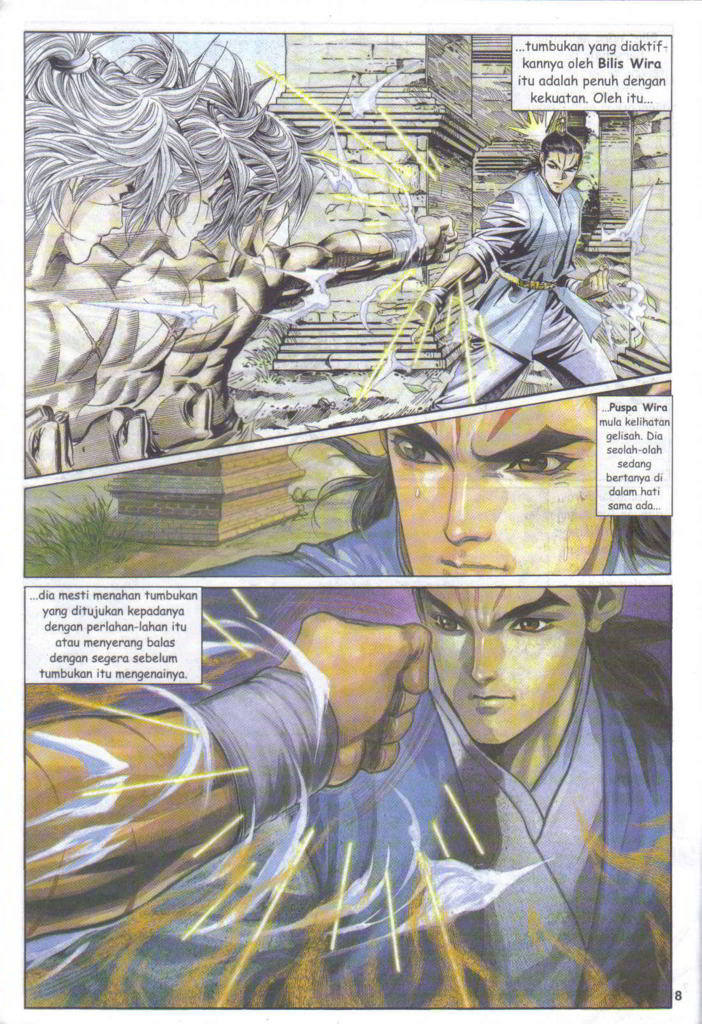 ...tumbukan yang diaktif-
kannya oleh Bilis Wira
itu adalah penuh dengan
kekuatan. Oleh itu...
...Puspa Wira
mula kelihatan
gelisah. Dia
seolah-olah
sedang
bertanya di
dalam hati
sama ada...
...dia mesti menahan tumbukan
yang ditujukan kepadanya
dengan perlahan-lahan itu
atau menyerang balas
dengan segera sebelum
tumbukan itu mengenainya.
8